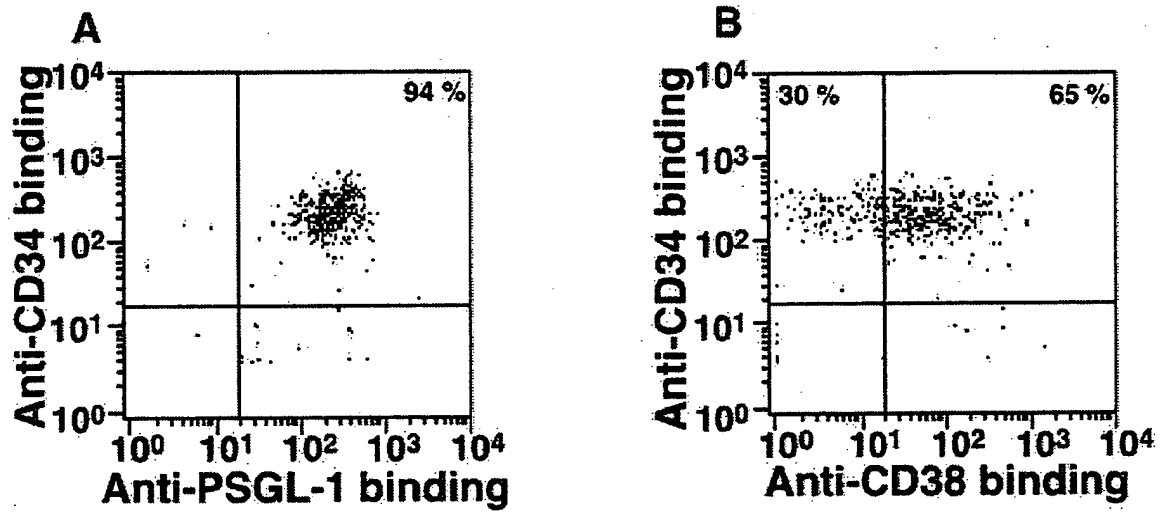 A
Anti-CD34 binding
10⁴
10³
10²
10¹
10⁰
94 %
10⁰ 10¹ 10² 10³ 10⁴
Anti-PSGL-1 binding
B
Anti-CD34 binding
10⁴
10³
10²
10¹
10⁰
30 %
65 %
10⁰ 10¹ 10² 10³ 10⁴
Anti-CD38 binding